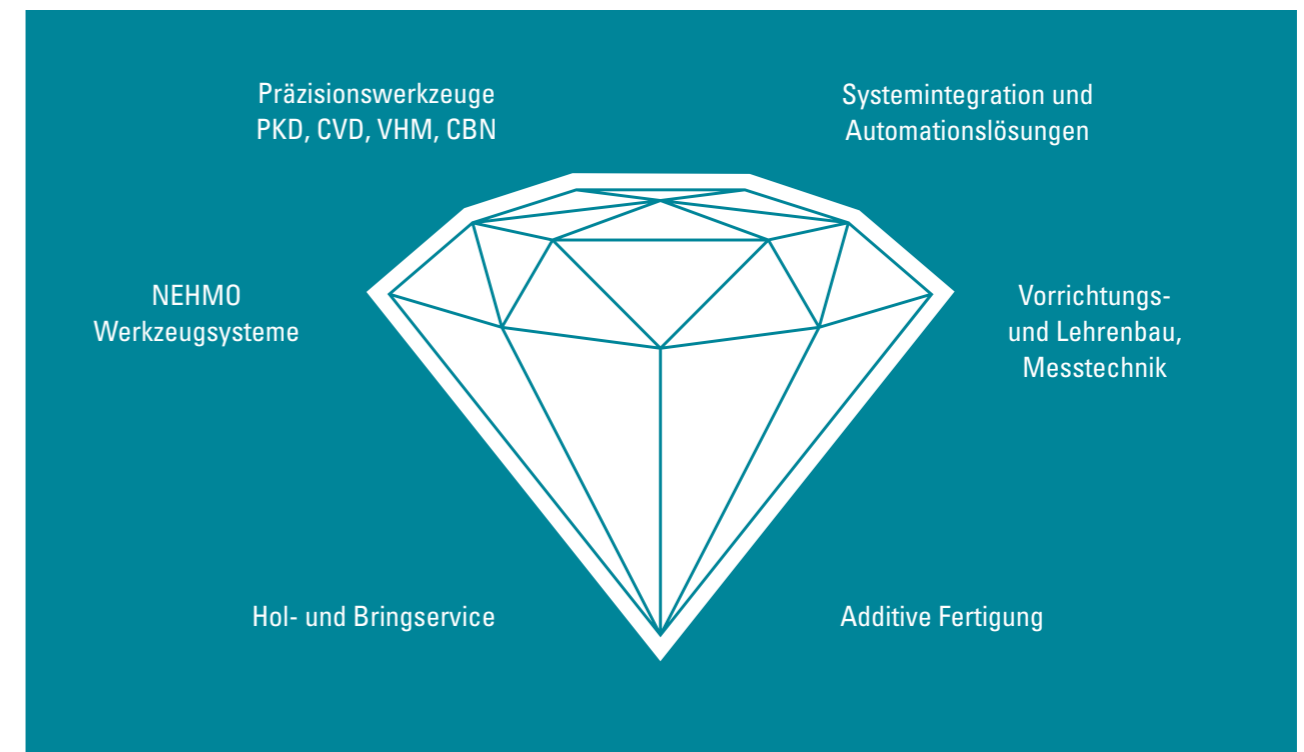 Präzisionswerkzeuge
PKD, CVD, VHM, CBN
Systemintegration und
Automationslösungen
NEHMO
Werkzeugsysteme
Vorrichtungs-
und Lehrenbau,
Messtechnik
Hol- und Bringservice
Additive Fertigung